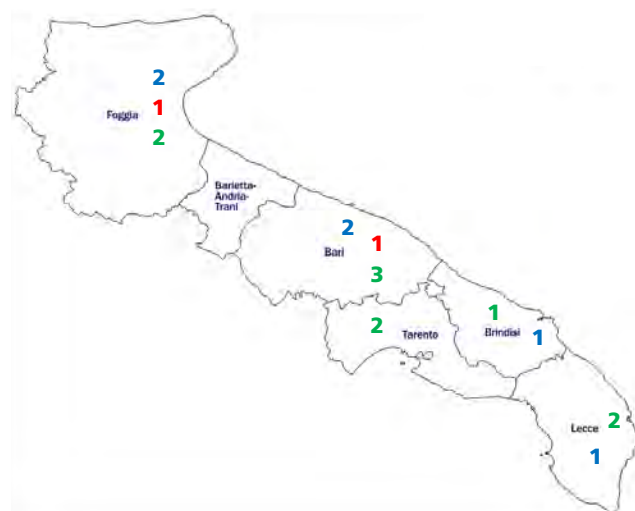 2
Foggia 1
2
Barletta-
Andria-
Trani
2
Bari 1
3
2 Tarento
1
Brindisi 1
Lecce 2
1